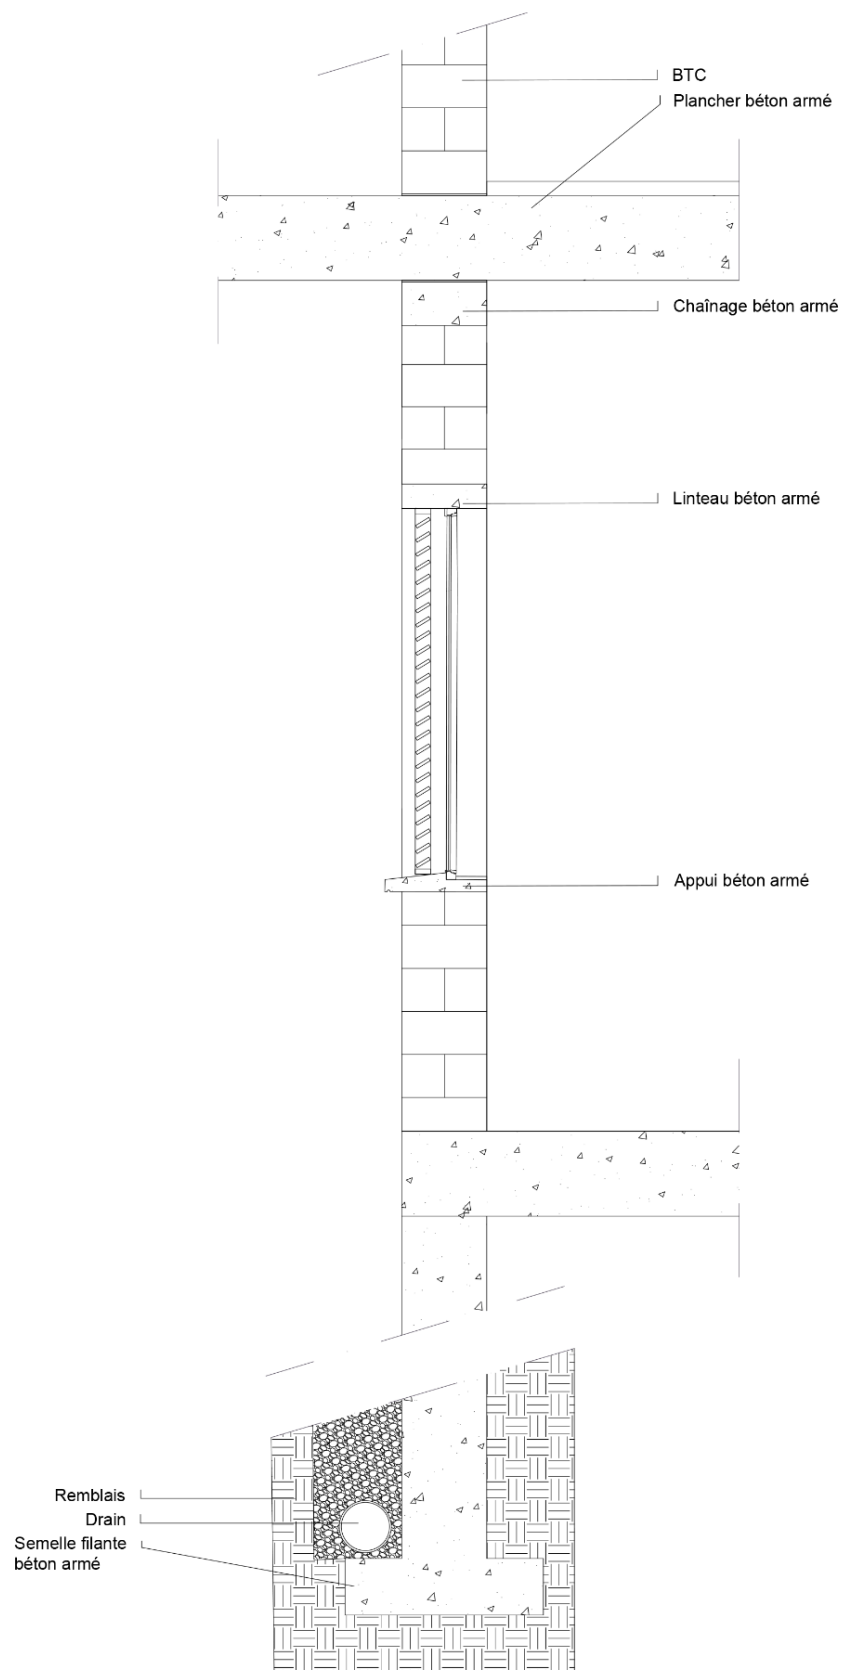 BTC
Plancher béton armé
Chaînage béton armé
Linteau béton armé
Appui béton armé
Remblais
Drain
Semelle filante
béton armé